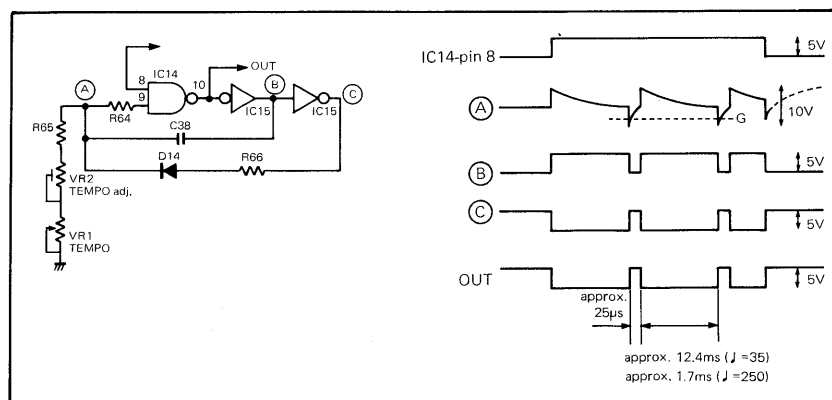 IC14
8
10
9
OUT
A
R64
IC15
B
IC15
C
R65
C38
D14
R66
VR2
TEMPO adj.
VR1
TEMPO
IC14-pin 8
5V
A
G
10V
B
5V
C
5V
OUT
5V
approx.
25μs
approx. 12.4ms (♩=35)
approx. 1.7ms (♩=250)